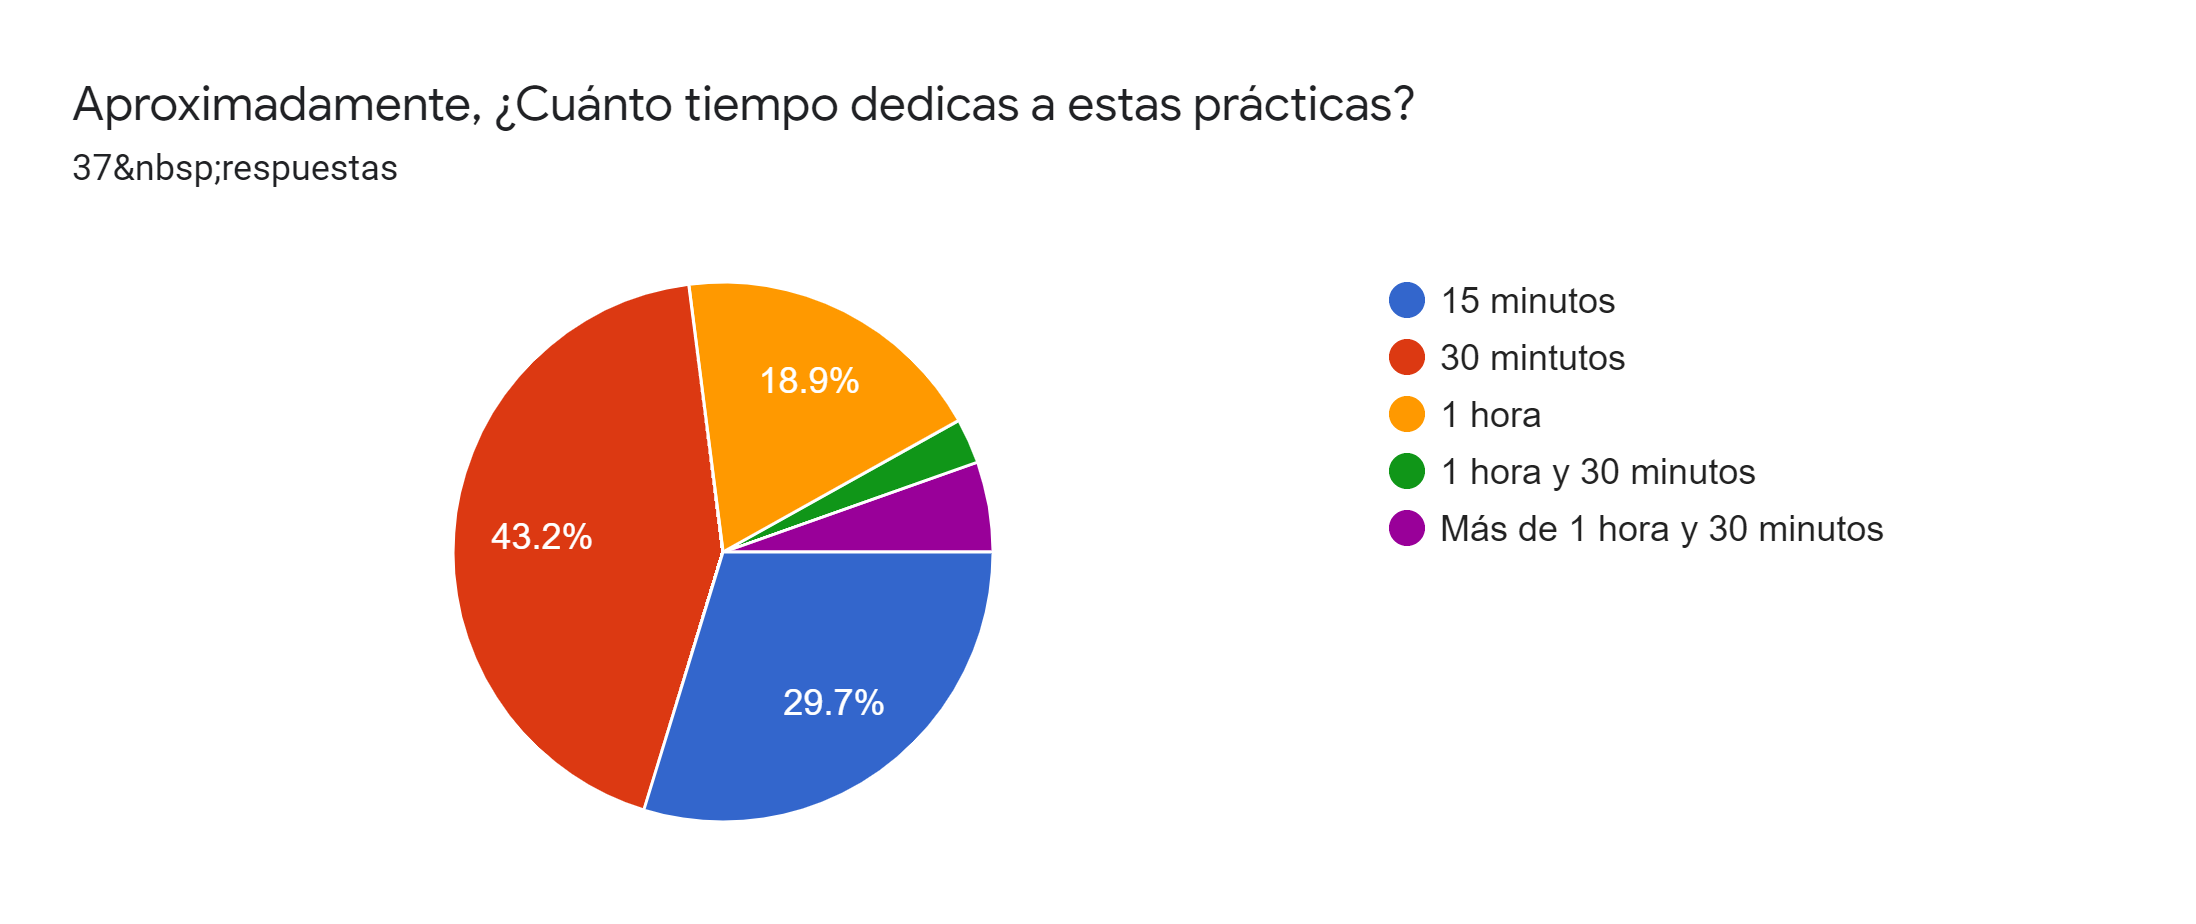 Aproximadamente, ¿Cuánto tiempo dedicas a estas prácticas?
37&nbsp;respuestas
18.9%
43.2%
29.7%
15 minutos
30 mintutos
1 hora
1 hora y 30 minutos
Más de 1 hora y 30 minutos